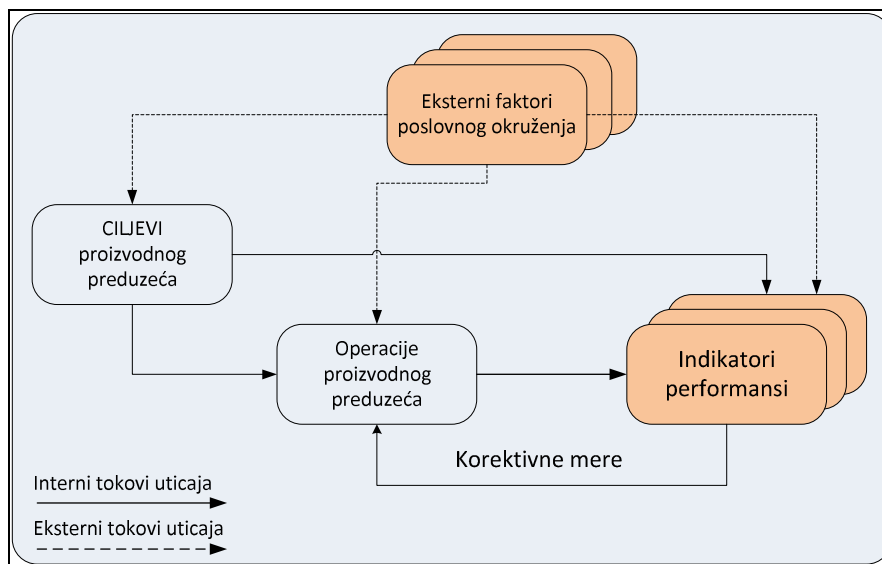 Eksterni faktori
poslovnog okruženja
CILJEVI
proizvodnog
preduzeća
Operacije
proizvodnog
preduzeća
Indikatori
performansi
Korektivne mere
Interni tokovi uticaja
Eksterni tokovi uticaja